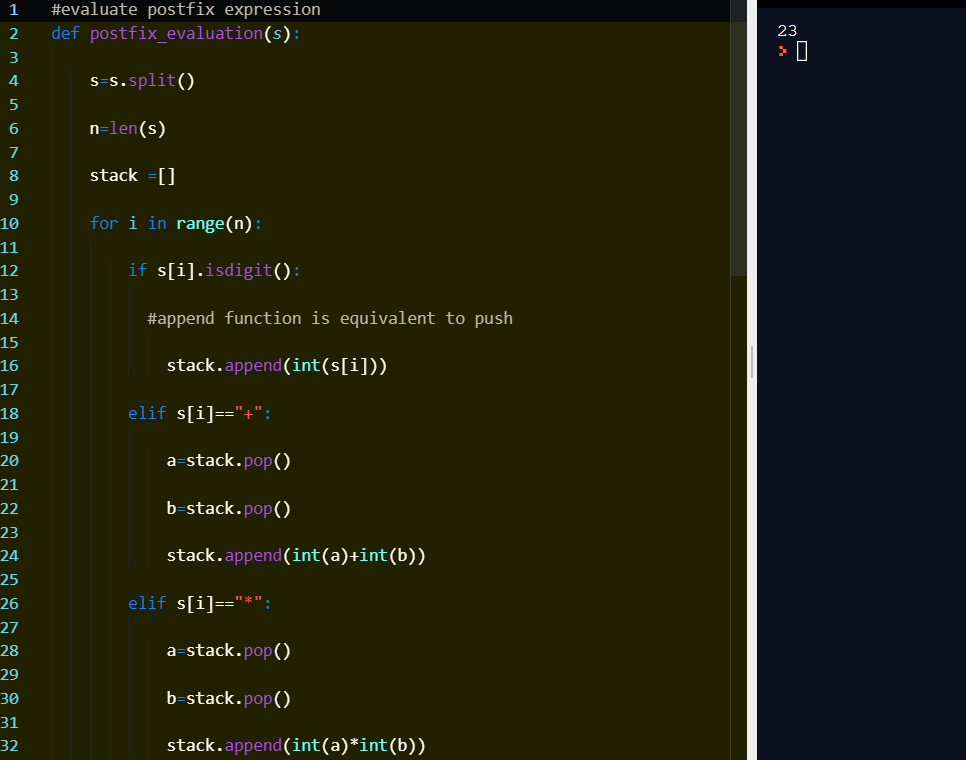 1 #evaluate postfix expression
2 def postfix_evaluation(s):
3
4 s=s.split()
5
6 n=len(s)
7
8 stack =[]
9
10 for i in range(n):
11
12 if s[i].isdigit():
13
14 #append function is equivalent to push
15
16 stack.append(int(s[i]))
17
18 elif s[i]=="+":
19
20 a=stack.pop()
21
22 b=stack.pop()
23
24 stack.append(int(a)+int(b))
25
26 elif s[i]=="*":
27
28 a=stack.pop()
29
30 b=stack.pop()
31
32 stack.append(int(a)*int(b))
23